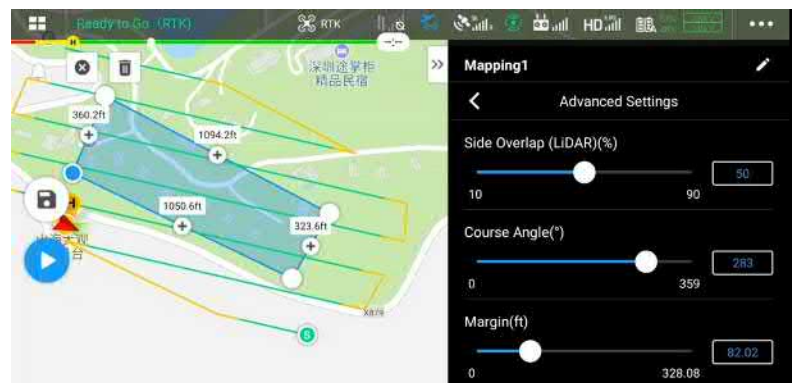 Ready to Go (RTK)
RTK
HD
H
--:--
深圳途掌柜
精品民宿
360.2ft
1094.2ft
1050.6ft
323.6ft
H
台
X879
S
Mapping1
Advanced Settings
Side Overlap (LiDAR)(%)
50
10
90
Course Angle(°)
283
0
359
Margin(ft)
82.02
0
328.08